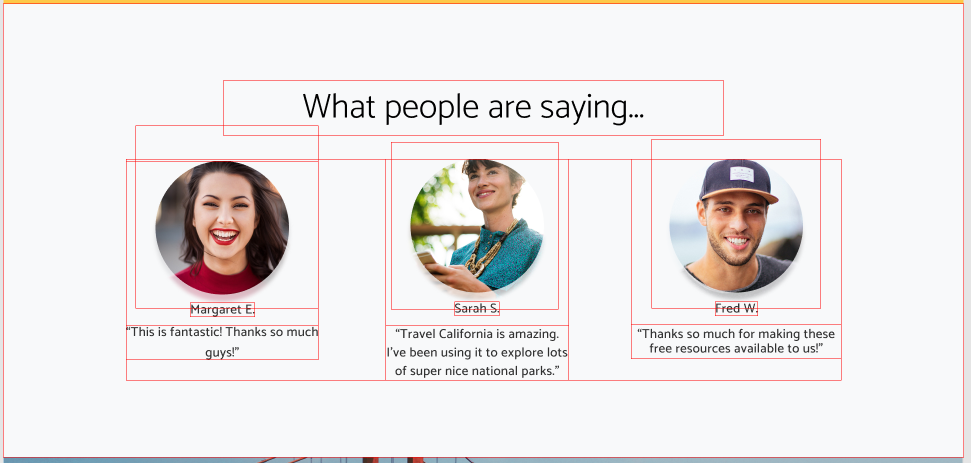 What people are saying...
Margaret E.
“This is fantastic! Thanks so much
guys!”
Sarah S.
“Travel California is amazing.
I’ve been using it to explore lots
of super nice national parks.”
Fred W.
“Thanks so much for making these
free resources available to us!”